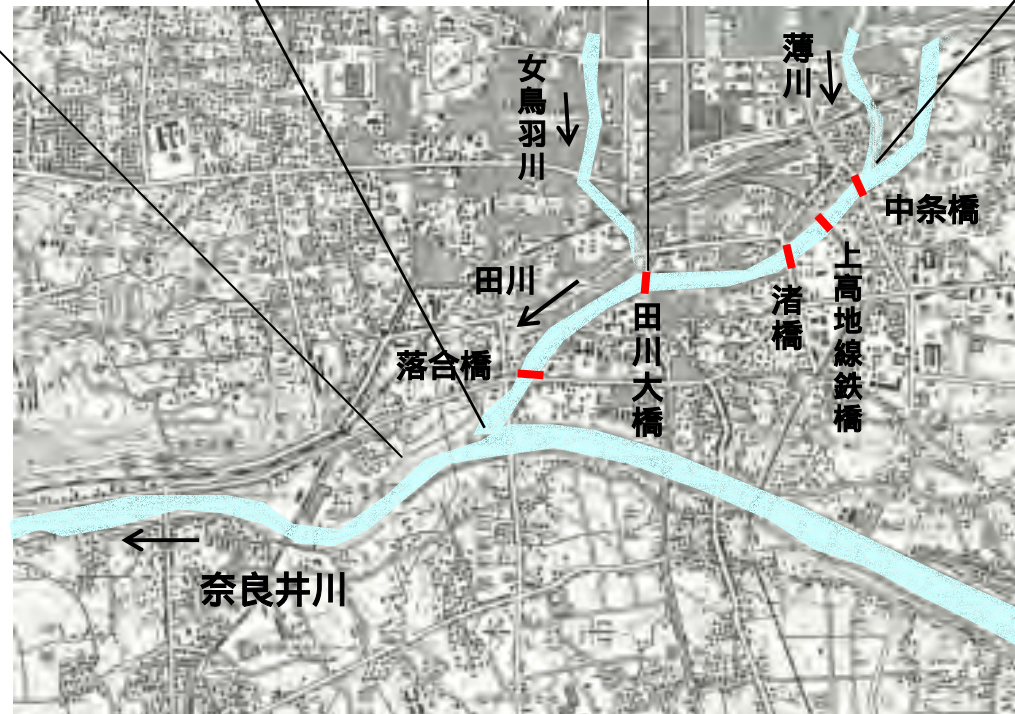 女鳥羽川
薄川
中条橋
上高地線鉄橋
渚橋
田川
田川大橋
落合橋
奈良井川